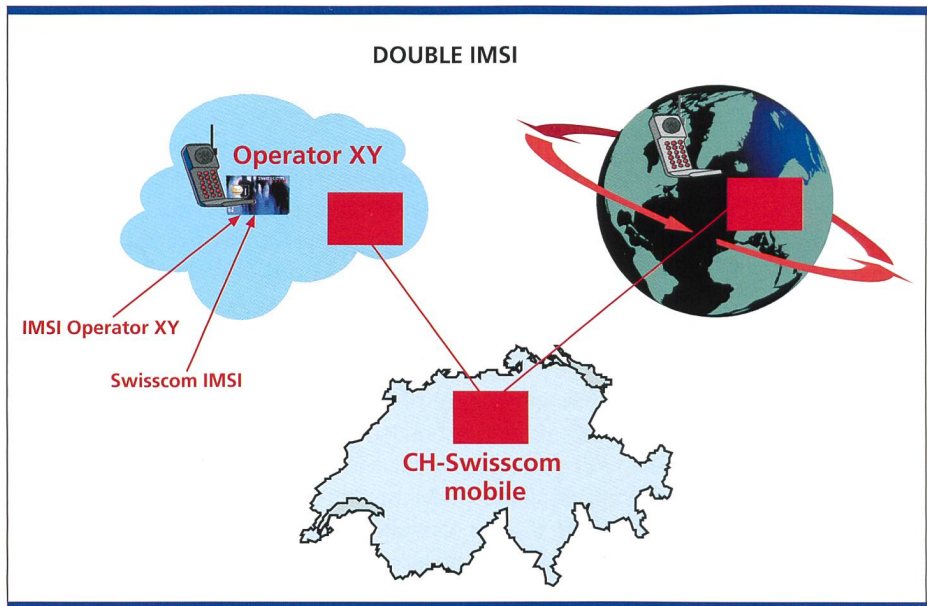 DOUBLE IMSI
Operator XY
IMSI Operator XY
Swisscom IMSI
CH-Swisscom
mobile